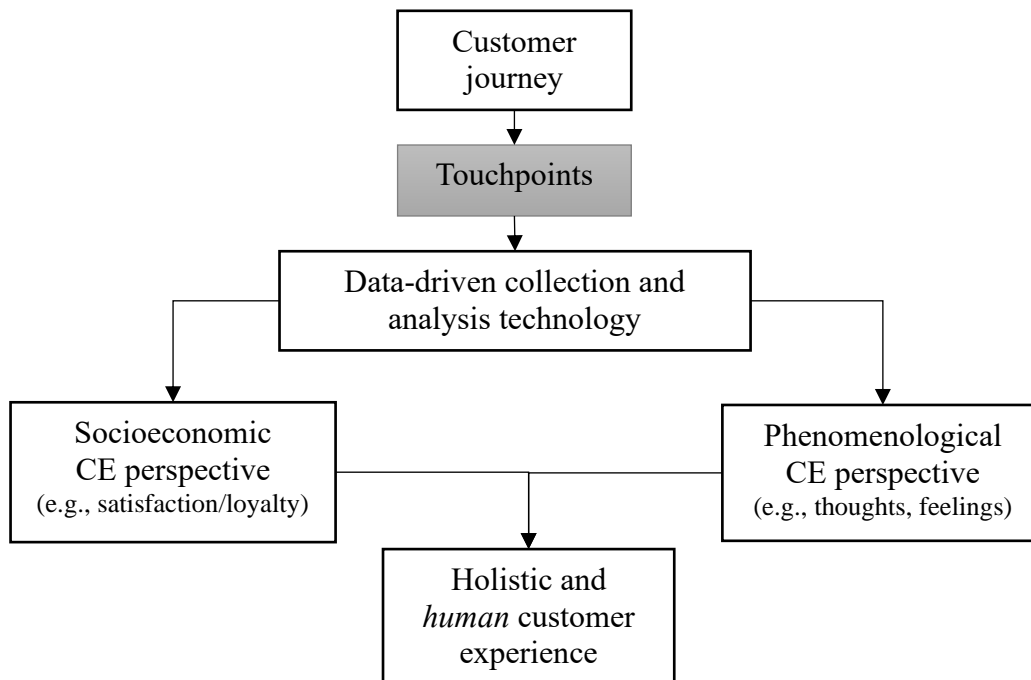 Customer
journey
Touchpoints
Data-driven collection and
analysis technology
Socioeconomic
CE perspective
(e.g., satisfaction/loyalty)
Phenomenological
CE perspective
(e.g., thoughts, feelings)
Holistic and
human customer
experience